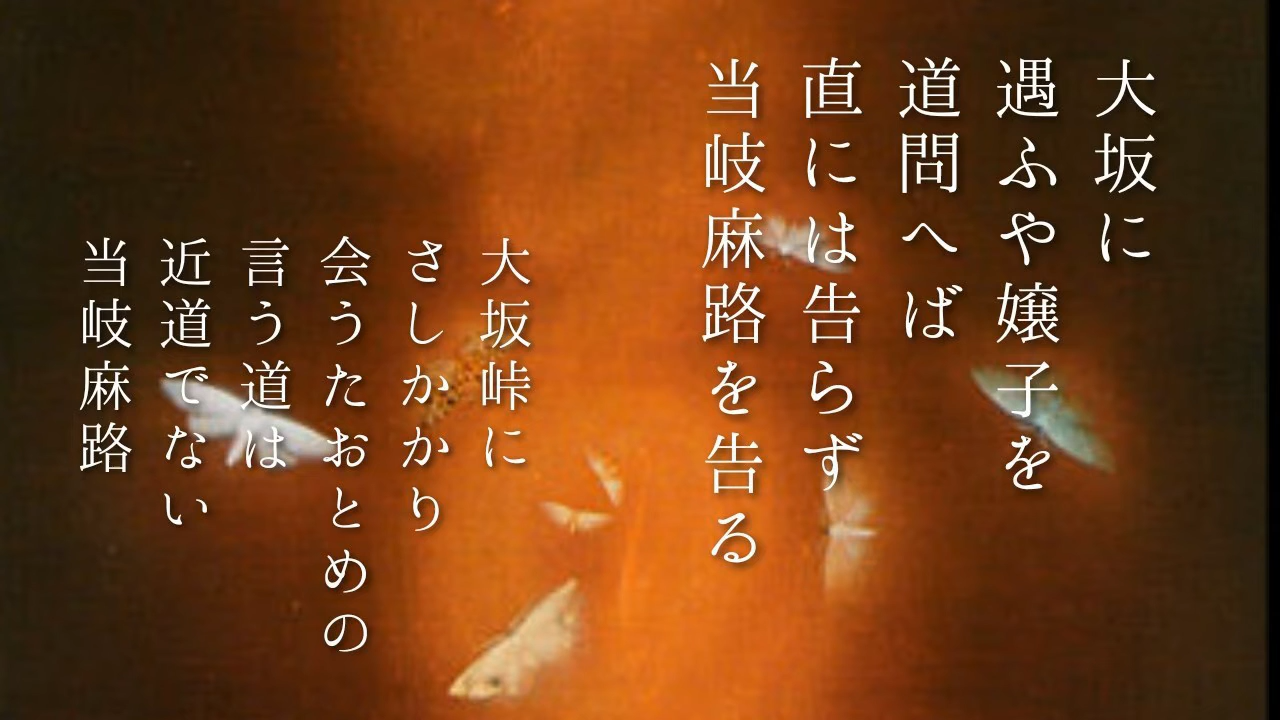 大坂に
遇ふや嬢子を
道問へば
直には告らず
当岐麻路を告る
大坂峠に
さしかかり
会うたおとめの
言う道は
近道でない
当岐麻路